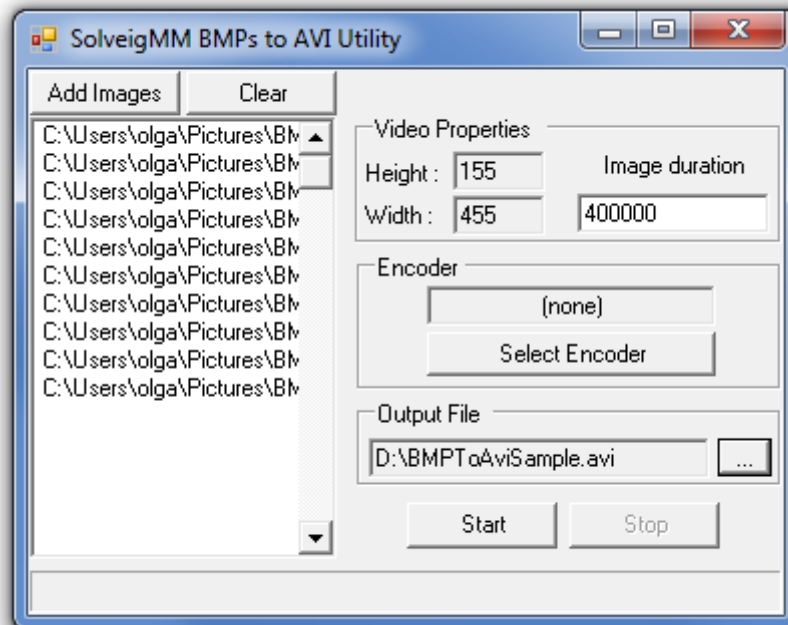 SolveigMM BMPs to AVI Utility
Add Images
Clear
C:\Users\olga\Pictures\BM
C:\Users\olga\Pictures\BM
C:\Users\olga\Pictures\BM
C:\Users\olga\Pictures\BM
C:\Users\olga\Pictures\BM
C:\Users\olga\Pictures\BM
C:\Users\olga\Pictures\BM
C:\Users\olga\Pictures\BM
C:\Users\olga\Pictures\BM
C:\Users\olga\Pictures\BM
Video Properties
Height : 155
Width : 455
Image duration
400000
Encoder
(none)
Select Encoder
Output File
D:\BMPToAviSample.avi
...
Start
Stop